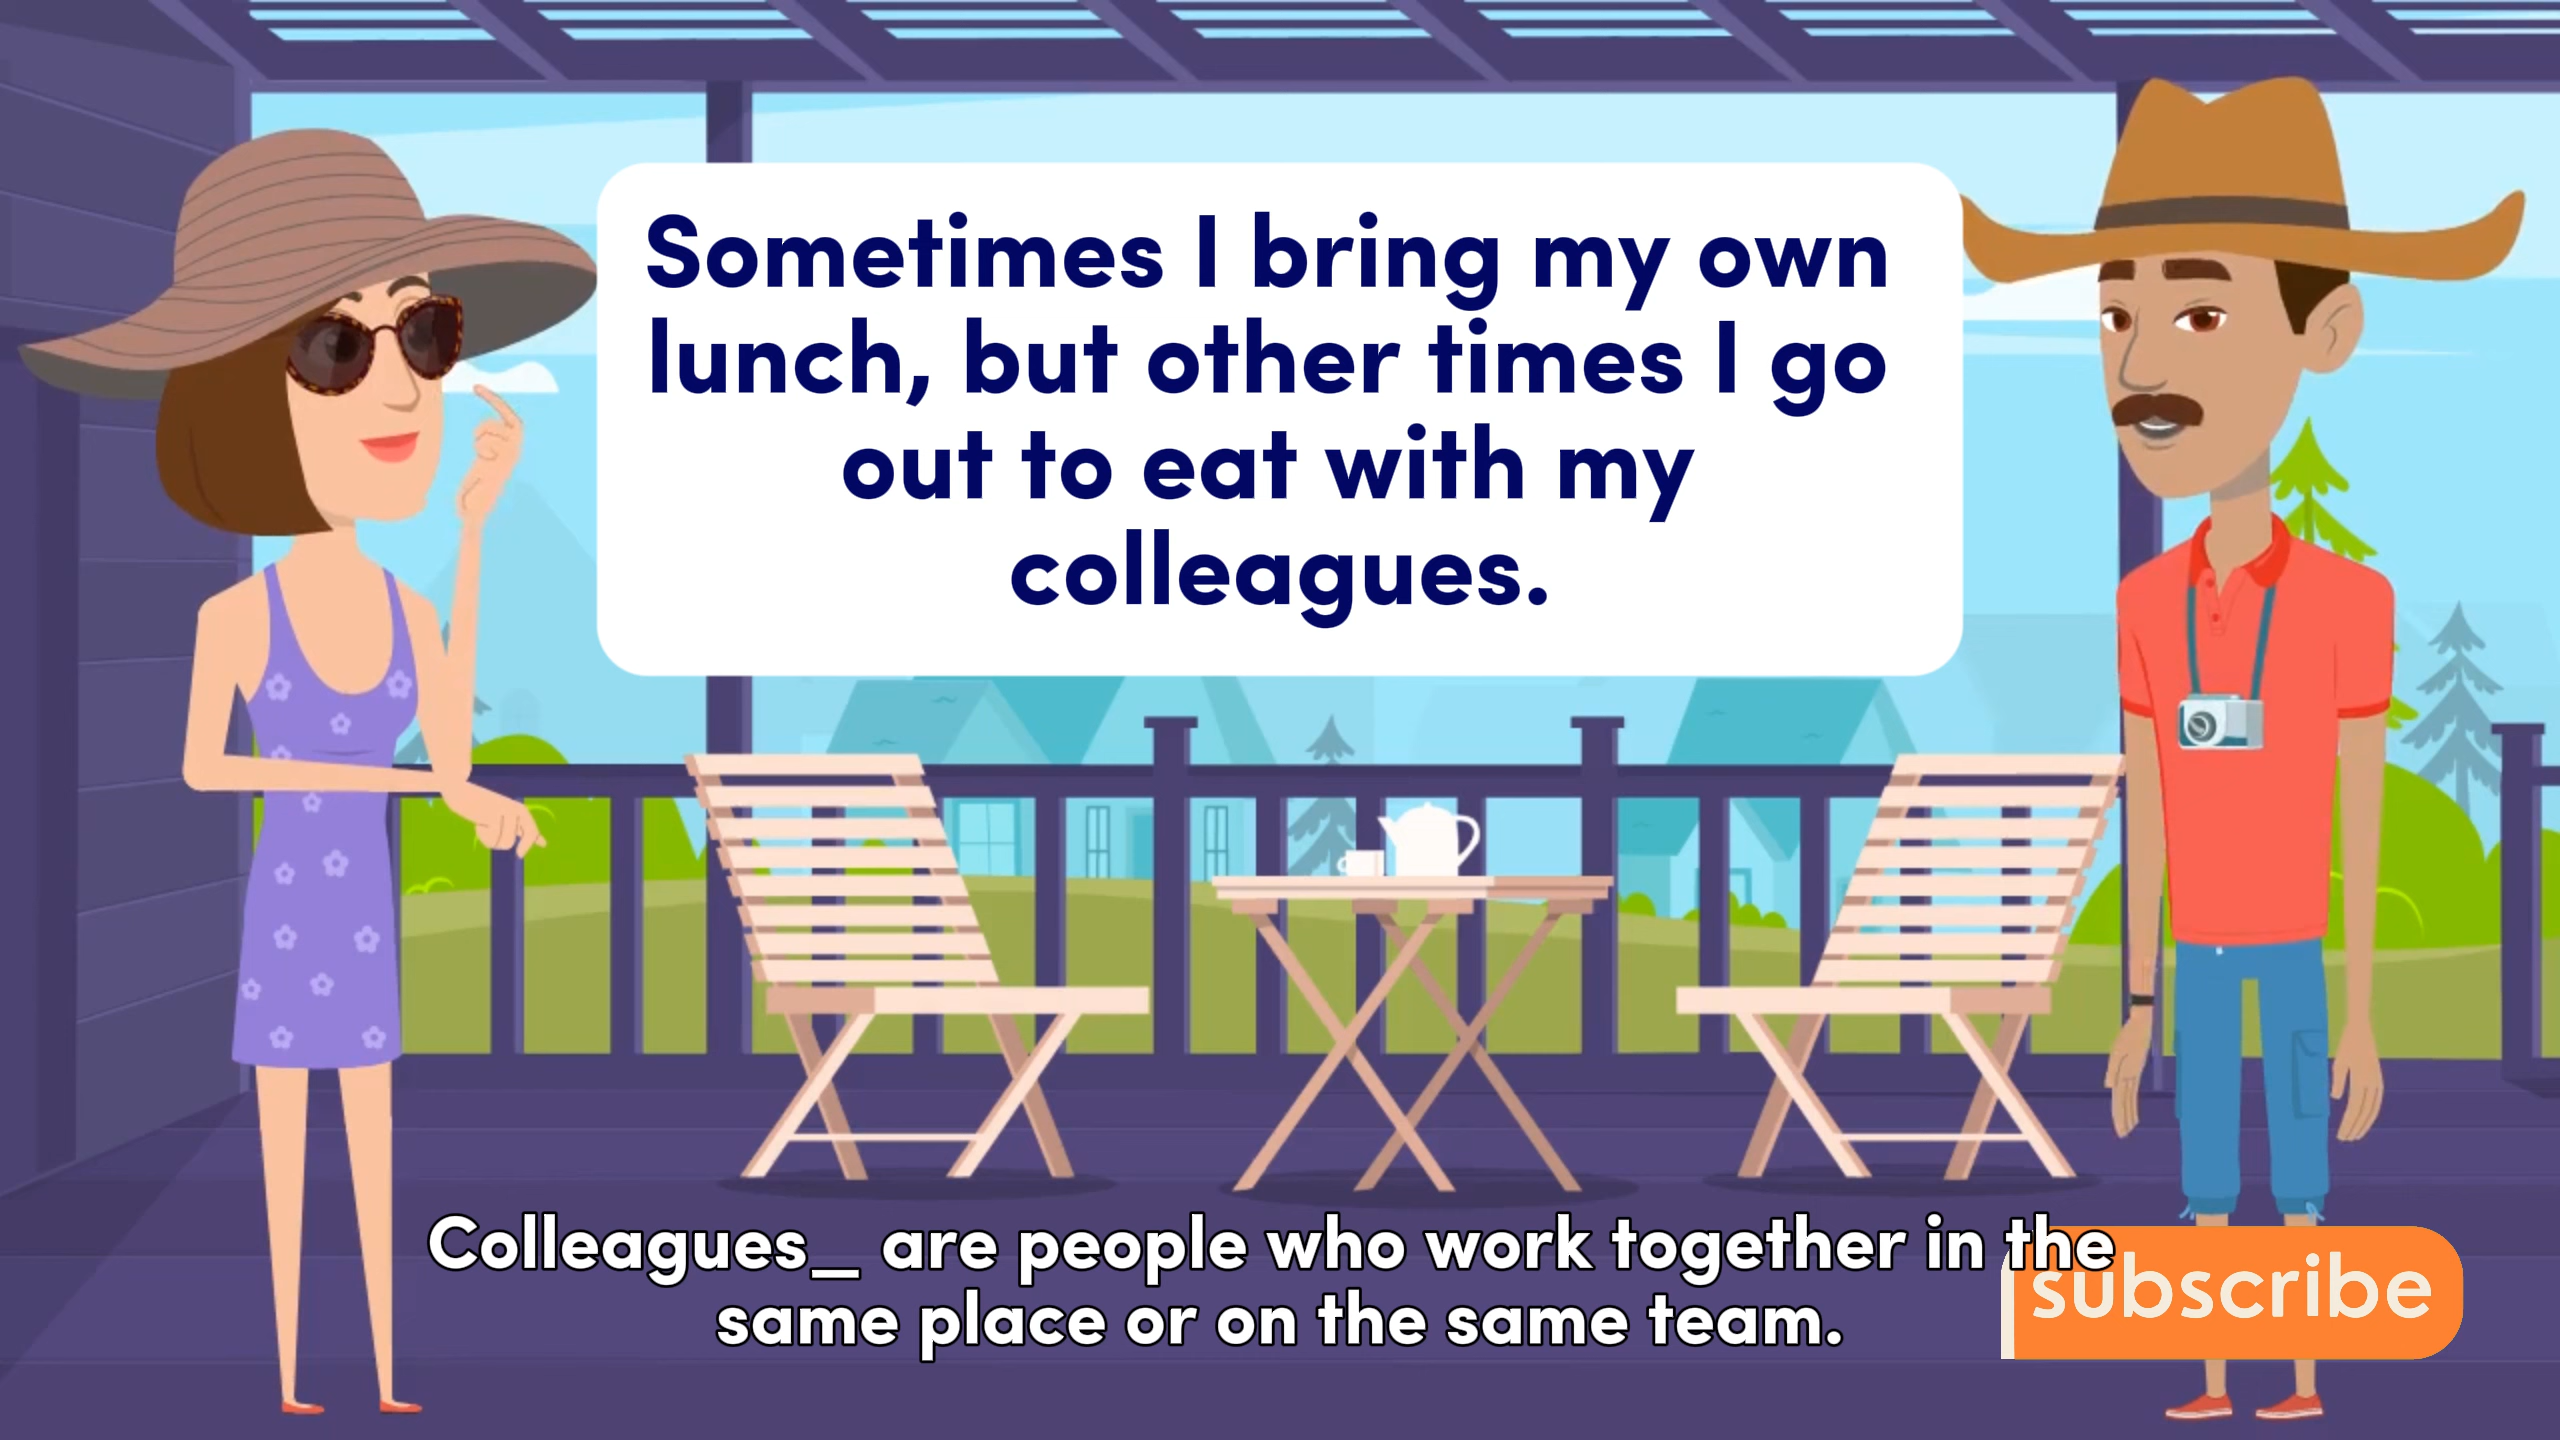 Sometimes I bring my own
lunch, but other times I go
out to eat with my
colleagues.
Colleagues_ are people who work together in the
same place or on the same team.
subscribe